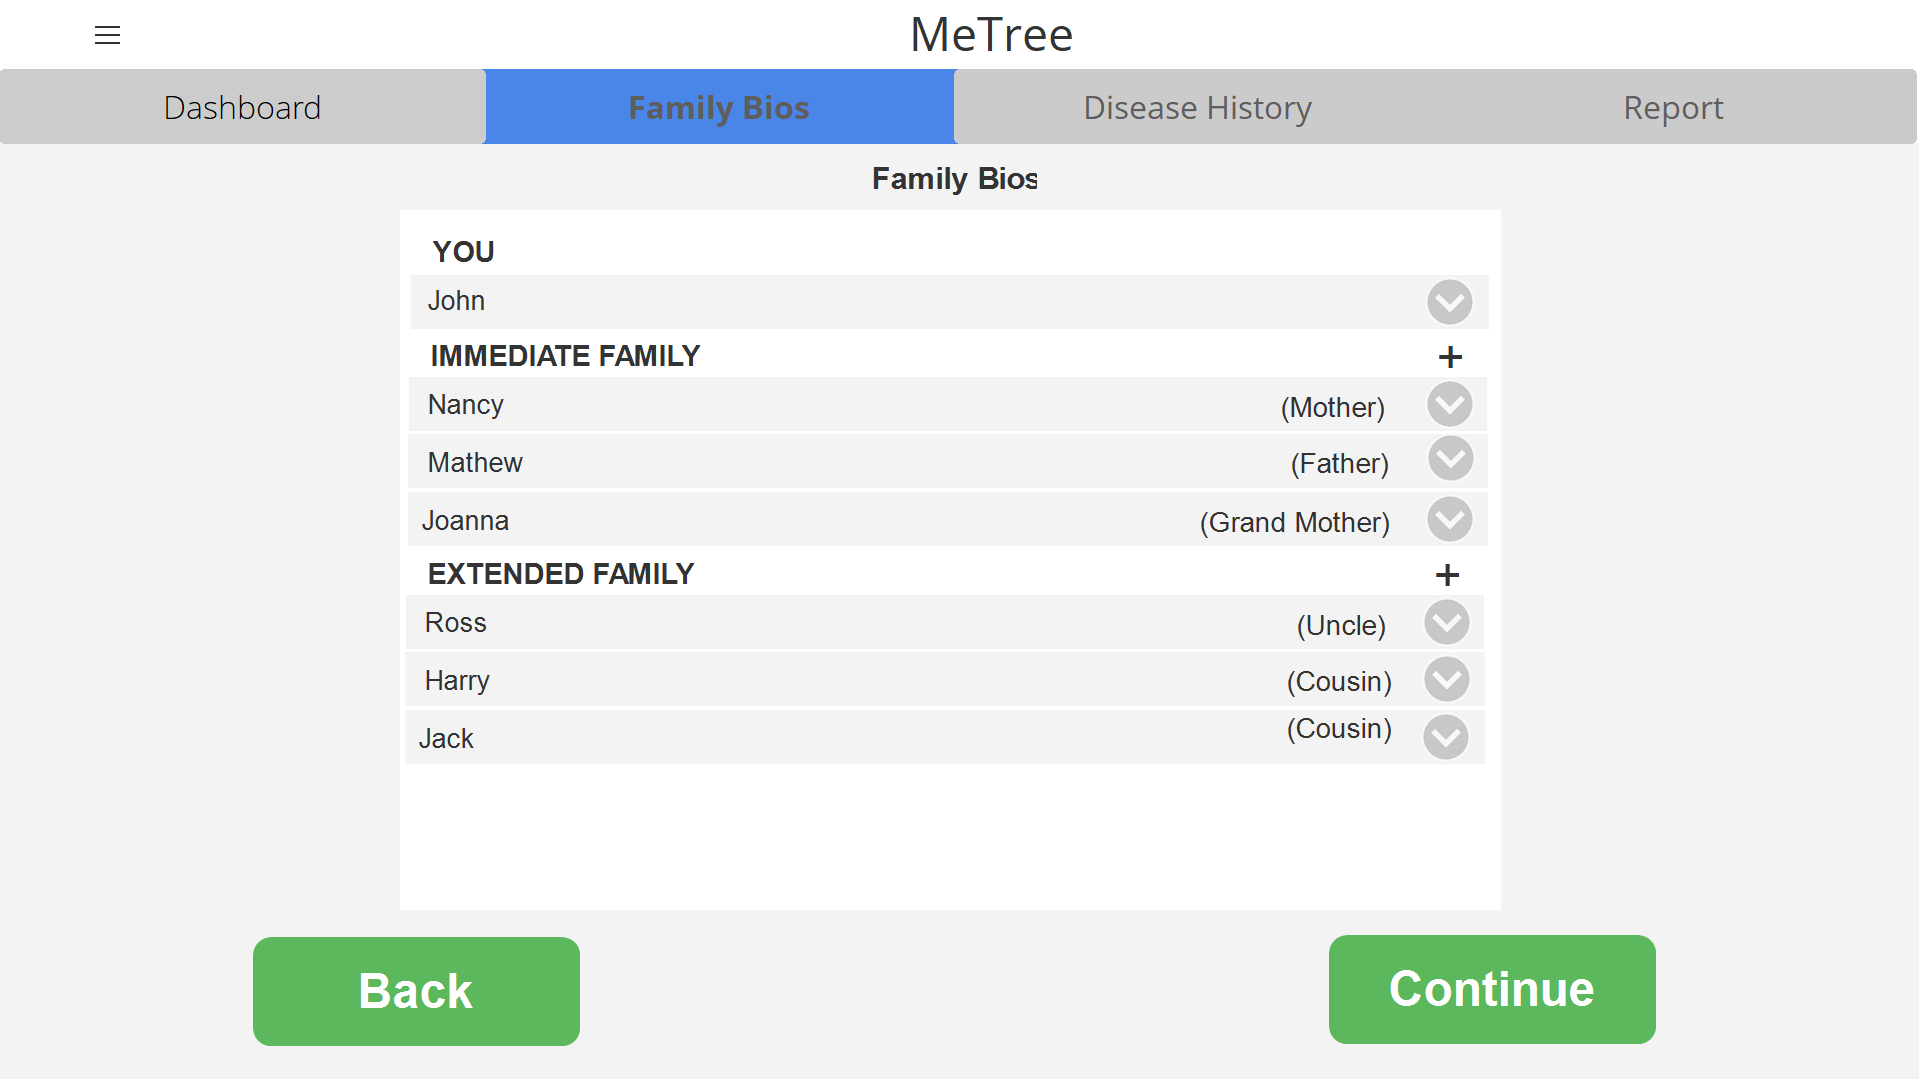 MeTree
Dashboard Family Bios Disease History Report
Family Bios
YOU
John
IMMEDIATE FAMILY +
Nancy (Mother)
Mathew (Father)
Joanna (Grand Mother)
EXTENDED FAMILY +
Ross (Uncle)
Harry (Cousin)
Jack (Cousin)
Back Continue